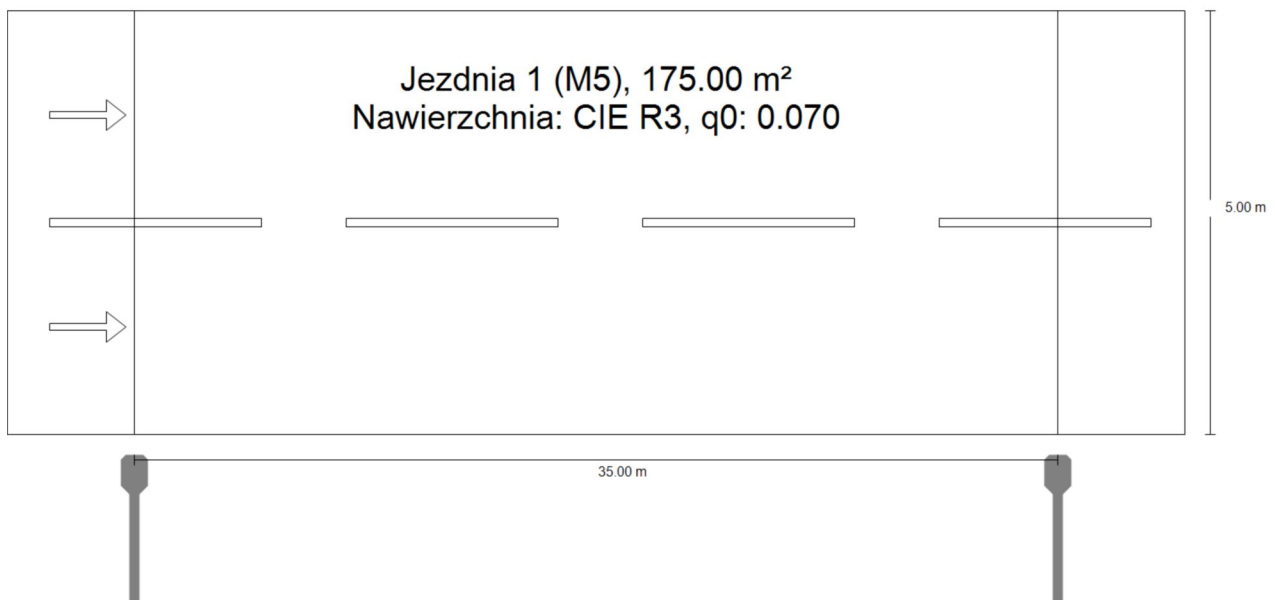 Jezdnia 1 (M5), 175.00 m²
Nawierzchnia: CIE R3, q0: 0.070
5.00 m
35.00 m